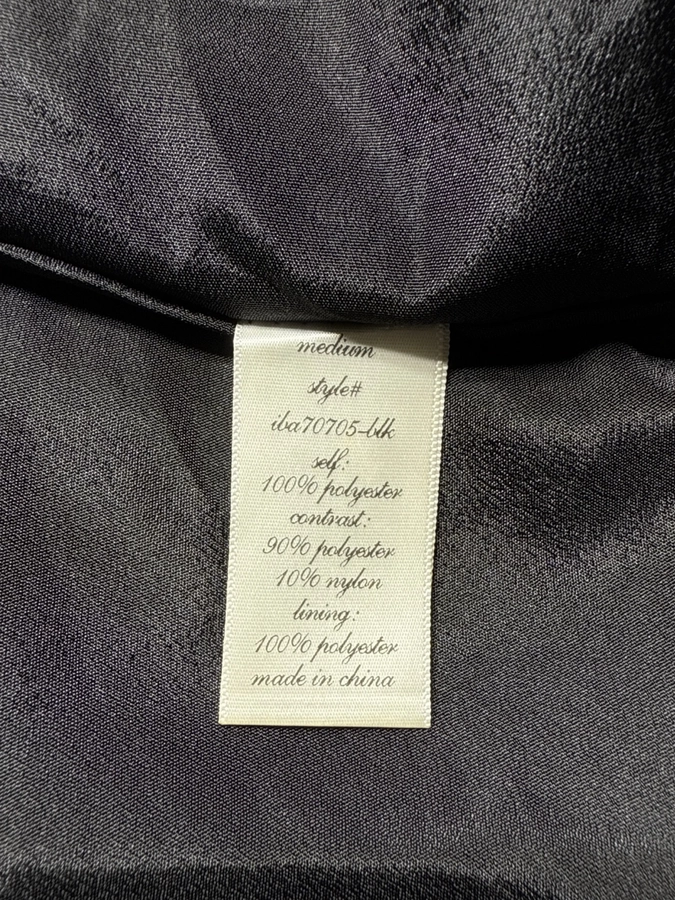 medium
style#
iba70705-blk
self:
100% polyester
contrast:
90% polyester
10% nylon
lining:
100% polyester
made in china